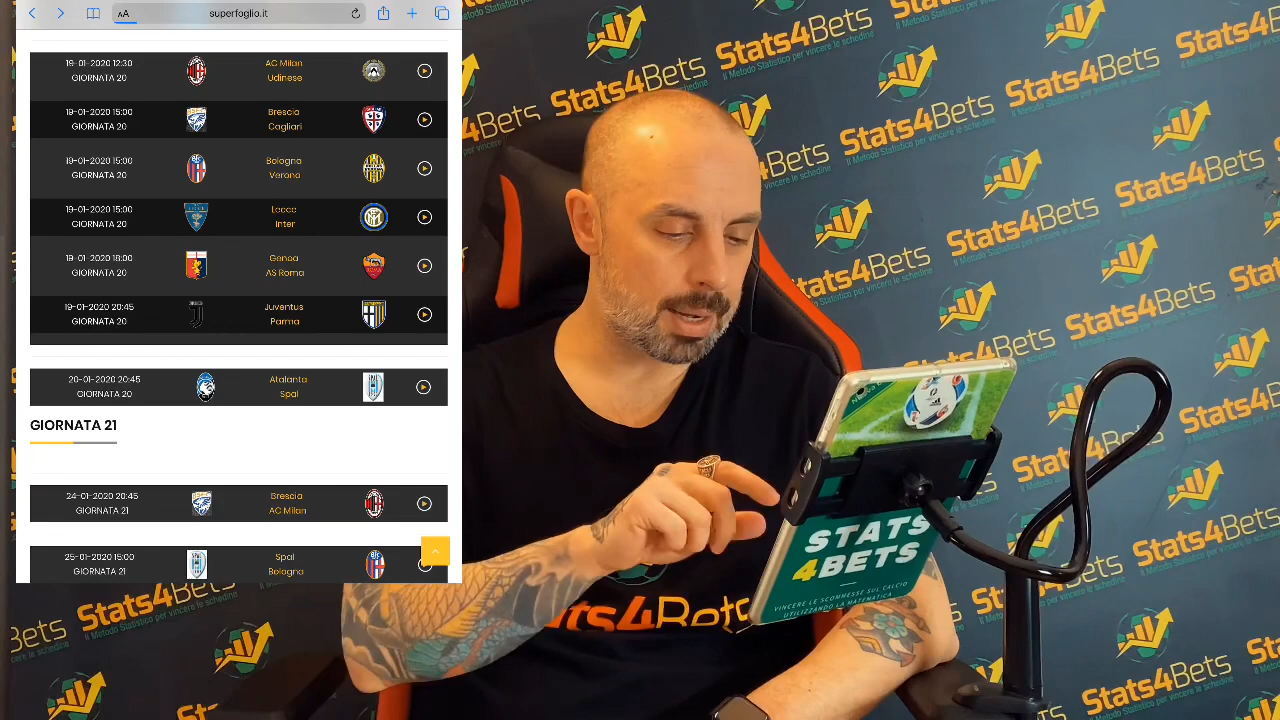 AA
superfoglio.it
19-01-2020 12:30
GIORNATA 20
AC Milan
Udinese
19-01-2020 15:00
GIORNATA 20
Brescia
Cagliari
19-01-2020 15:00
GIORNATA 20
Bologna
Verona
19-01-2020 15:00
GIORNATA 20
Lecce
Inter
19-01-2020 18:00
GIORNATA 20
Genoa
AS Roma
19-01-2020 20:45
GIORNATA 20
Juventus
Parma
20-01-2020 20:45
GIORNATA 20
Atalanta
Spal
GIORNATA 21
24-01-2020 20:45
GIORNATA 21
Brescia
AC Milan
25-01-2020 15:00
GIORNATA 21
Spal
Bologna
Stats4Bets
Il Metodo Statistico per vincere le schedine
STATS
4BETS
VINCERE LE SCOMMESSE SUL CALCIO
UTILIZZANDO LA MATEMATICA
Stats4Bets